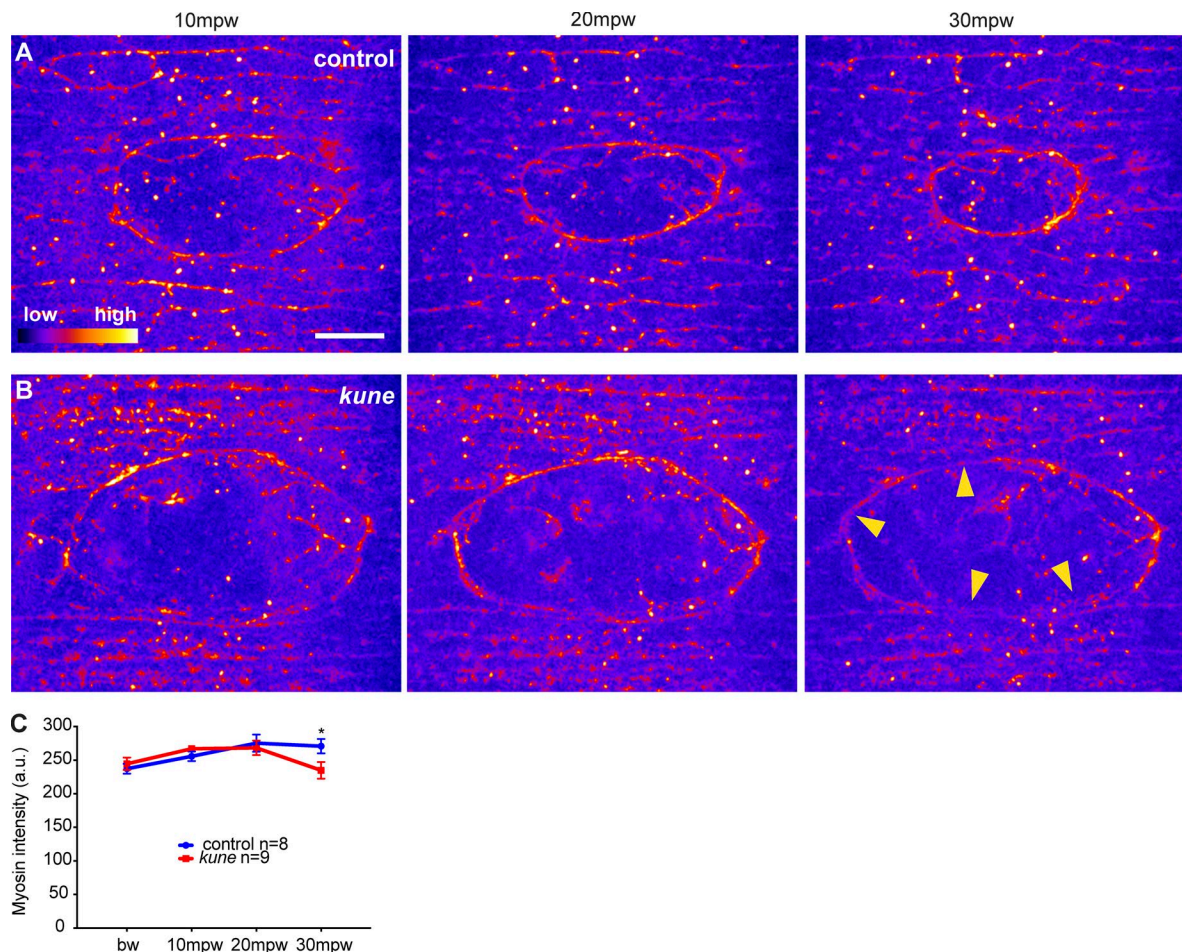 10mpw 20mpw 30mpw
A control
low high
B kune
C
300
250
200
150
100
50
0
Myosin intensity (a.u.)
*
control n=8
kune n=9
bw 10mpw 20mpw 30mpw